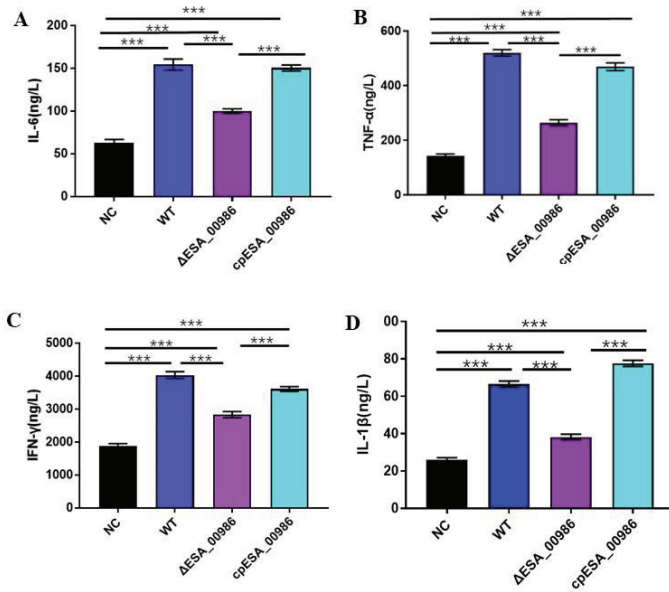 A
***
***
***
***
***
IL-6(ng/L)
200
150
100
50
0
NC
WT
ΔESA_00986
cpESA_00986
B
***
***
***
***
***
TNF-α(ng/L)
600
400
200
0
NC
WT
ΔESA_00986
cpESA_00986
C
***
***
***
***
***
IFN-γ(ng/L)
5000
4000
3000
2000
1000
0
NC
WT
ΔESA_00986
cpESA_00986
D
***
***
***
***
***
IL-1β(ng/L)
00
80
60
40
20
0
NC
WT
ΔESA_00986
cpESA_00986